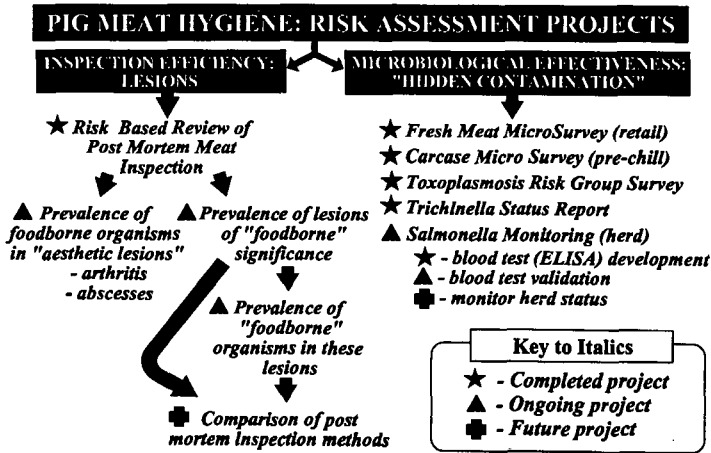 PIG MEAT HYGIENE: RISK ASSESSMENT PROJECTS
INSPECTION EFFICIENCY:
LESIONS
★ Risk Based Review of
Post Mortem Meat
Inspection
▲ Prevalence of
foodborne organisms
in "aesthetic lesions"
- arthritis
- abscesses
▲ Prevalence of lesions
of "foodborne"
significance
▲ Prevalence of
"foodborne"
organisms in these
lesions
✚ Comparison of post
mortem inspection methods
MICROBIOLOGICAL EFFECTIVENESS:
"HIDDEN CONTAMINATION"
★ Fresh Meat MicroSurvey (retail)
★ Carcase Micro Survey (pre-chill)
★ Toxoplasmosis Risk Group Survey
★ Trichinella Status Report
▲ Salmonella Monitoring (herd)
★ - blood test (ELISA) development
▲ - blood test validation
✚ - monitor herd status
Key to Italics
★ - Completed project
▲ - Ongoing project
✚ - Future project